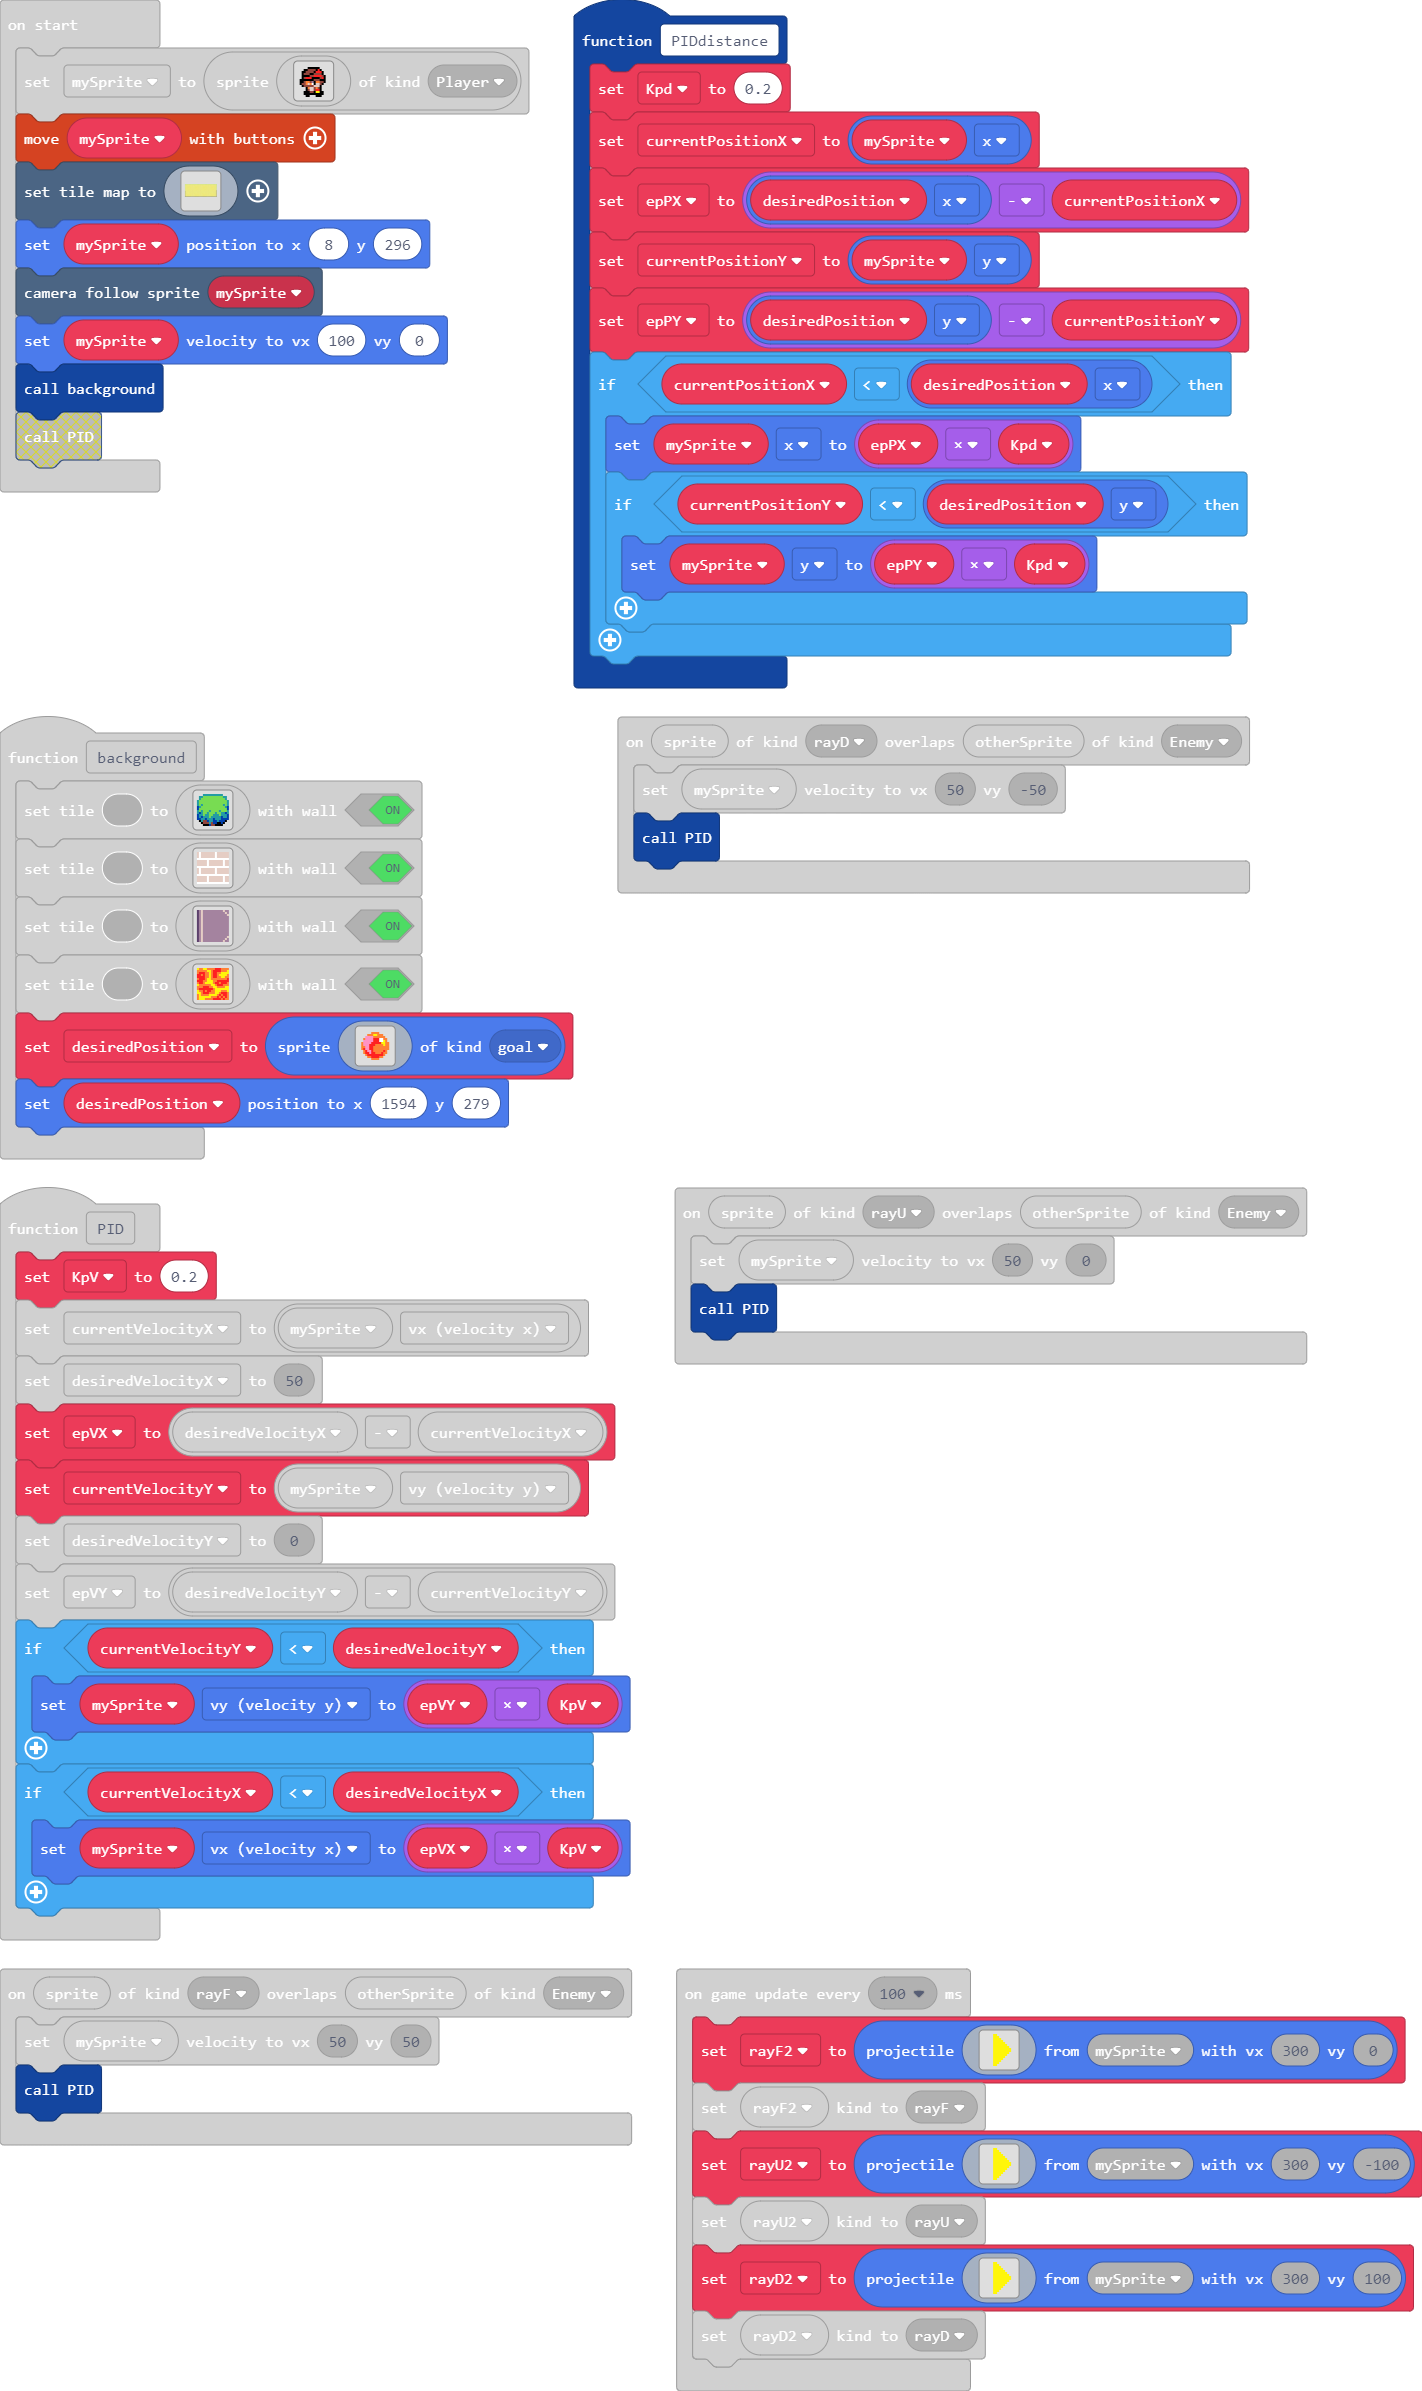 on start
set mySprite to sprite of kind Player
move mySprite with buttons
set tile map to
set mySprite position to x 8 y 296
camera follow sprite mySprite
set mySprite velocity to vx 100 vy 0
call background
call PID
function PIDdistance
set Kpd to 0.2
set currentPositionX to mySprite x
set epPX to desiredPosition x - currentPositionX
set currentPositionY to mySprite y
set epPY to desiredPosition y - currentPositionY
if currentPositionX < desiredPosition x then
set mySprite x to epPX × Kpd
if currentPositionY < desiredPosition y then
set mySprite y to epPY × Kpd
function background
set tile to with wall ON
set tile to with wall ON
set tile to with wall ON
set tile to with wall ON
set desiredPosition to sprite of kind goal
set desiredPosition position to x 1594 y 279
on sprite of kind rayD overlaps otherSprite of kind Enemy
set mySprite velocity to vx 50 vy -50
call PID
function PID
set KpV to 0.2
set currentVelocityX to mySprite vx (velocity x)
set desiredVelocityX to 50
set epVX to desiredVelocityX - currentVelocityX
set currentVelocityY to mySprite vy (velocity y)
set desiredVelocityY to 0
set epVY to desiredVelocityY - currentVelocityY
if currentVelocityY < desiredVelocityY then
set mySprite vy (velocity y) to epVY × KpV
if currentVelocityX < desiredVelocityX then
set mySprite vx (velocity x) to epVX × KpV
on sprite of kind rayU overlaps otherSprite of kind Enemy
set mySprite velocity to vx 50 vy 0
call PID
on sprite of kind rayF overlaps otherSprite of kind Enemy
set mySprite velocity to vx 50 vy 50
call PID
on game update every 100 ms
set rayF2 to projectile from mySprite with vx 300 vy 0
set rayF2 kind to rayF
set rayU2 to projectile from mySprite with vx 300 vy -100
set rayU2 kind to rayU
set rayD2 to projectile from mySprite with vx 300 vy 100
set rayD2 kind to rayD